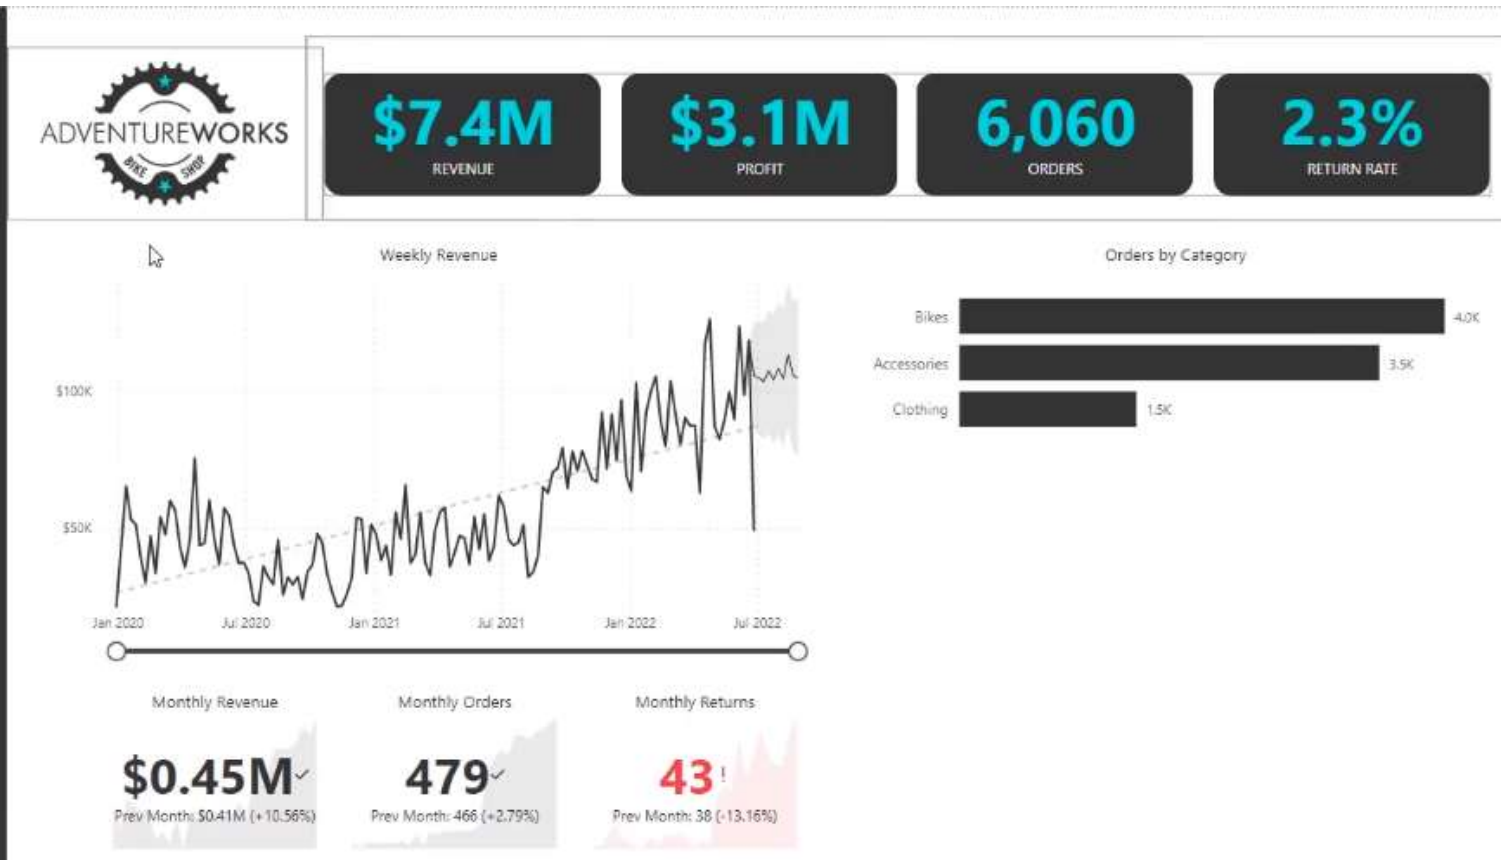 ADVENTUREWORKS
BIKE SHOP
$7.4M
REVENUE
$3.1M
PROFIT
6,060
ORDERS
2.3%
RETURN RATE
Weekly Revenue
$100K
$50K
Jan 2020
Jul 2020
Jan 2021
Jul 2021
Jan 2022
Jul 2022
Orders by Category
Bikes
4.0K
Accessories
3.5K
Clothing
1.5K
Monthly Revenue
$0.45M
Prev Month: $0.41M (+10.56%)
Monthly Orders
479
Prev Month: 466 (+2.79%)
Monthly Returns
43!
Prev Month: 38 (-13.16%)